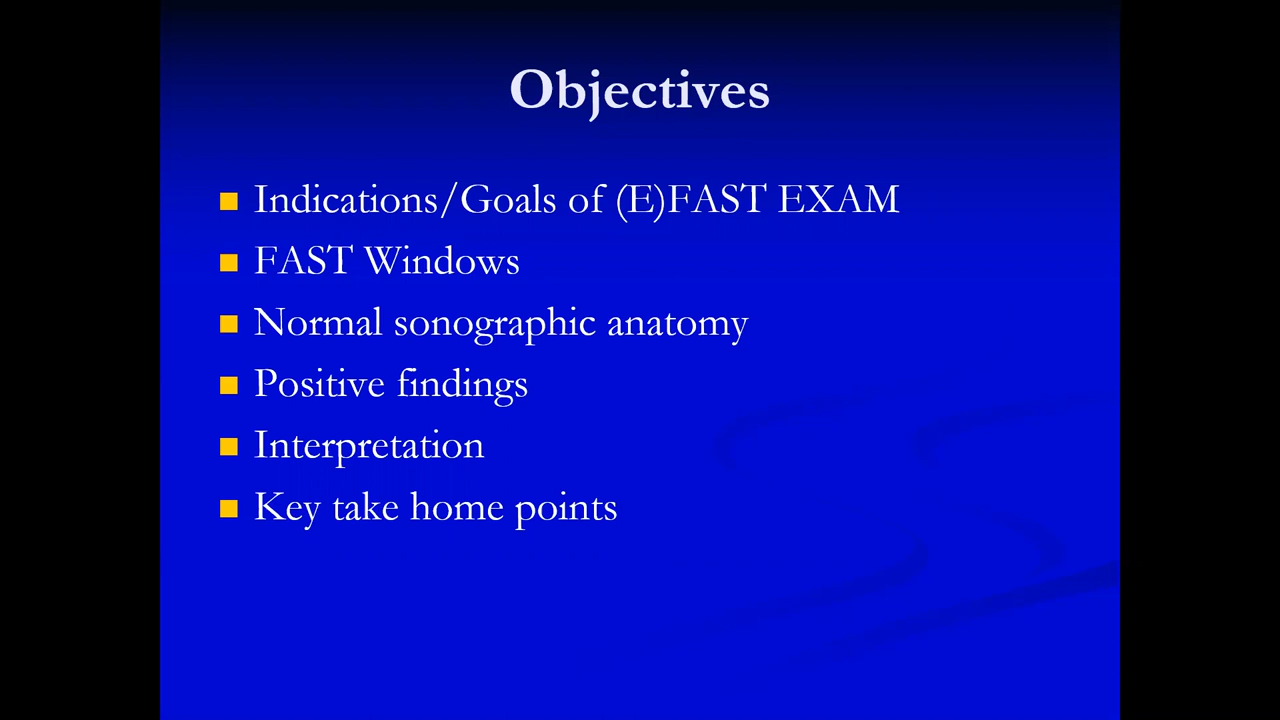 Objectives
Indications/Goals of (E)FAST EXAM
FAST Windows
Normal sonographic anatomy
Positive findings
Interpretation
Key take home points